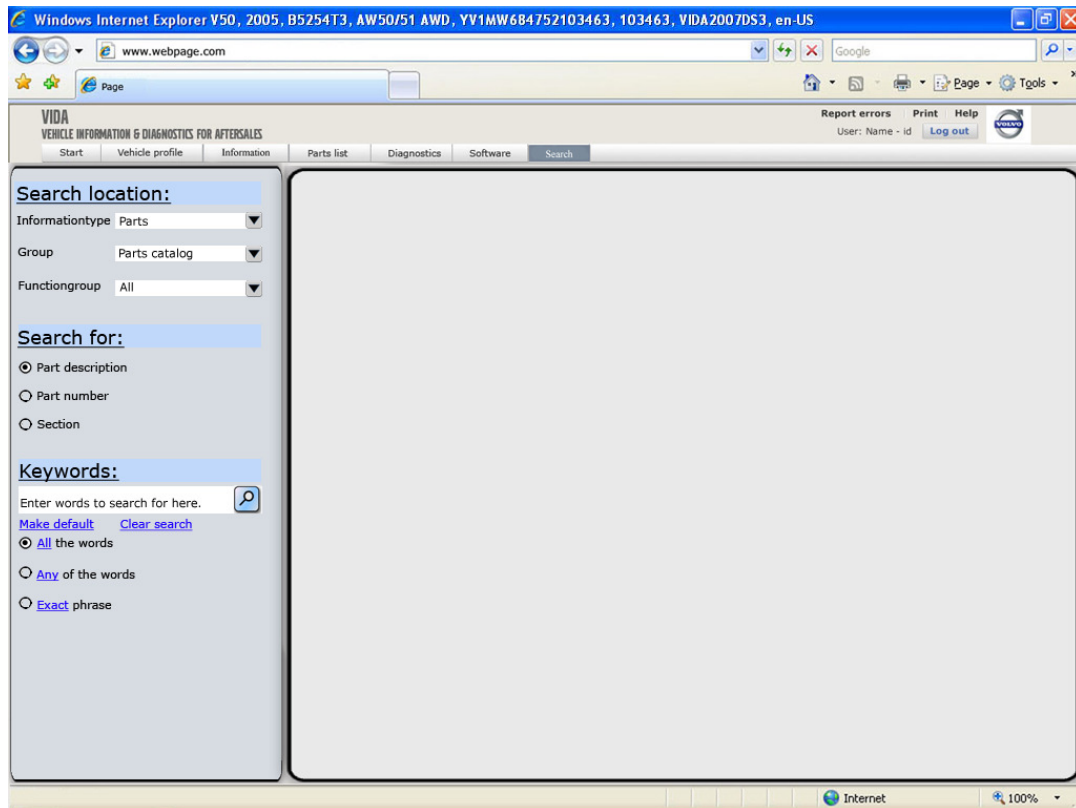 Windows Internet Explorer V50, 2005, B5254T3, AW50/51 AWD, YV1MW684752103463, 103463, VIDA2007DS3, en-US
www.webpage.com
Google
Page
Page
Tools
VIDA
VEHICLE INFORMATION & DIAGNOSTICS FOR AFTERSALES
Report errors Print Help
User: Name - id Log out
VOLVO
Start Vehicle profile Information Parts list Diagnostics Software Search
Search location:
Informationtype Parts
Group Parts catalog
Functiongroup All
Search for:
Part description
Part number
Section
Keywords:
Enter words to search for here.
Make default Clear search
All the words
Any of the words
Exact phrase
Internet 100%